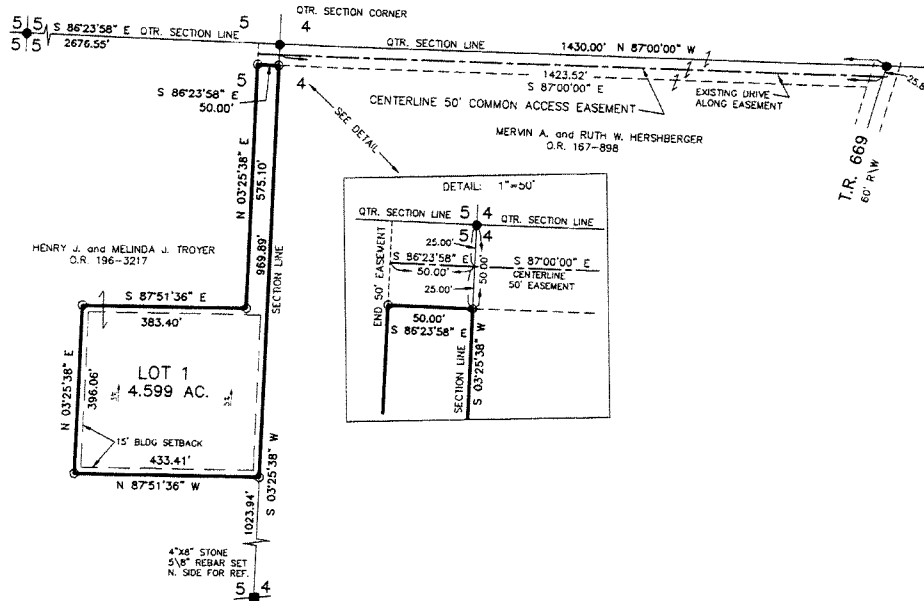 QTR. SECTION CORNER
5 5
5 5
S 86°23'58" E QTR. SECTION LINE
2676.55'
5 4
QTR. SECTION LINE
1430.00' N 87°00'00" W
5 4
S 86°23'58" E
50.00'
1423.52'
S 87°00'00" E
EXISTING DRIVE
ALONG EASEMENT
CENTERLINE 50' COMMON ACCESS EASEMENT
MERVIN A. and RUTH W. HERSHBERGER
O.R. 167-898
T.R. 669
60' R\W
SEE DETAIL
N 03°25'38" E
575.10'
969.89'
SECTION LINE
HENRY J. and MELINDA J. TROYER
O.R. 196-3217
S 87°51'36" E
383.40'
N 03°25'38" E
396.06'
LOT 1
4.599 AC.
15' BLDG SETBACK
433.41'
N 87°51'36" W
S 03°25'38" W
1023.94'
4"X8" STONE
5\8" REBAR SET
N. SIDE FOR REF.
5 4
DETAIL: 1"=50'
QTR. SECTION LINE 5 4 QTR. SECTION LINE
5 4
25.00'
S 86°23'58" E
50.00'
25.00'
50.00'
S 87°00'00" E
CENTERLINE
50' EASEMENT
END 50' EASEMENT
50.00'
S 86°23'58" E
SECTION LINE
S 03°25'38" W